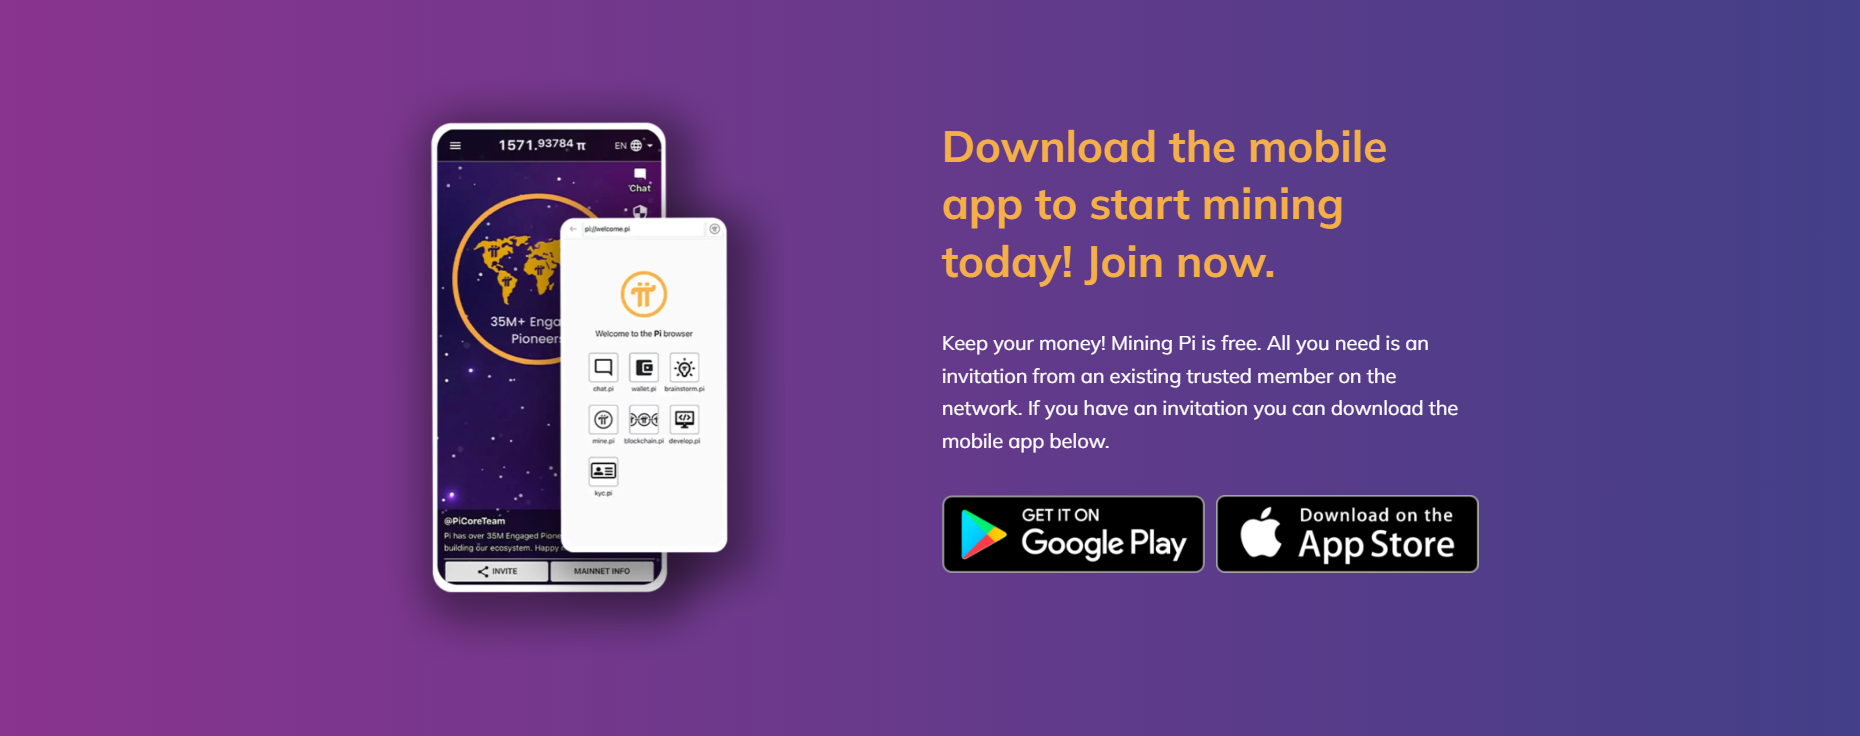 1571.93784 π
EN
Chat
35M+ Enga
Pioneer
@PiCoreTeam
Pi has over 35M Engaged Pione
building our ecosystem. Happy
INVITE
MAINNET INFO
pi://welcome.pi
Welcome to the Pi browser
chat.pi
wallet.pi
brainstorm.pi
mine.pi
blockchain.pi
develop.pi
kyc.pi
Download the mobile
app to start mining
today! Join now.
Keep your money! Mining Pi is free. All you need is an
invitation from an existing trusted member on the
network. If you have an invitation you can download the
mobile app below.
GET IT ON
Google Play
Download on the
App Store